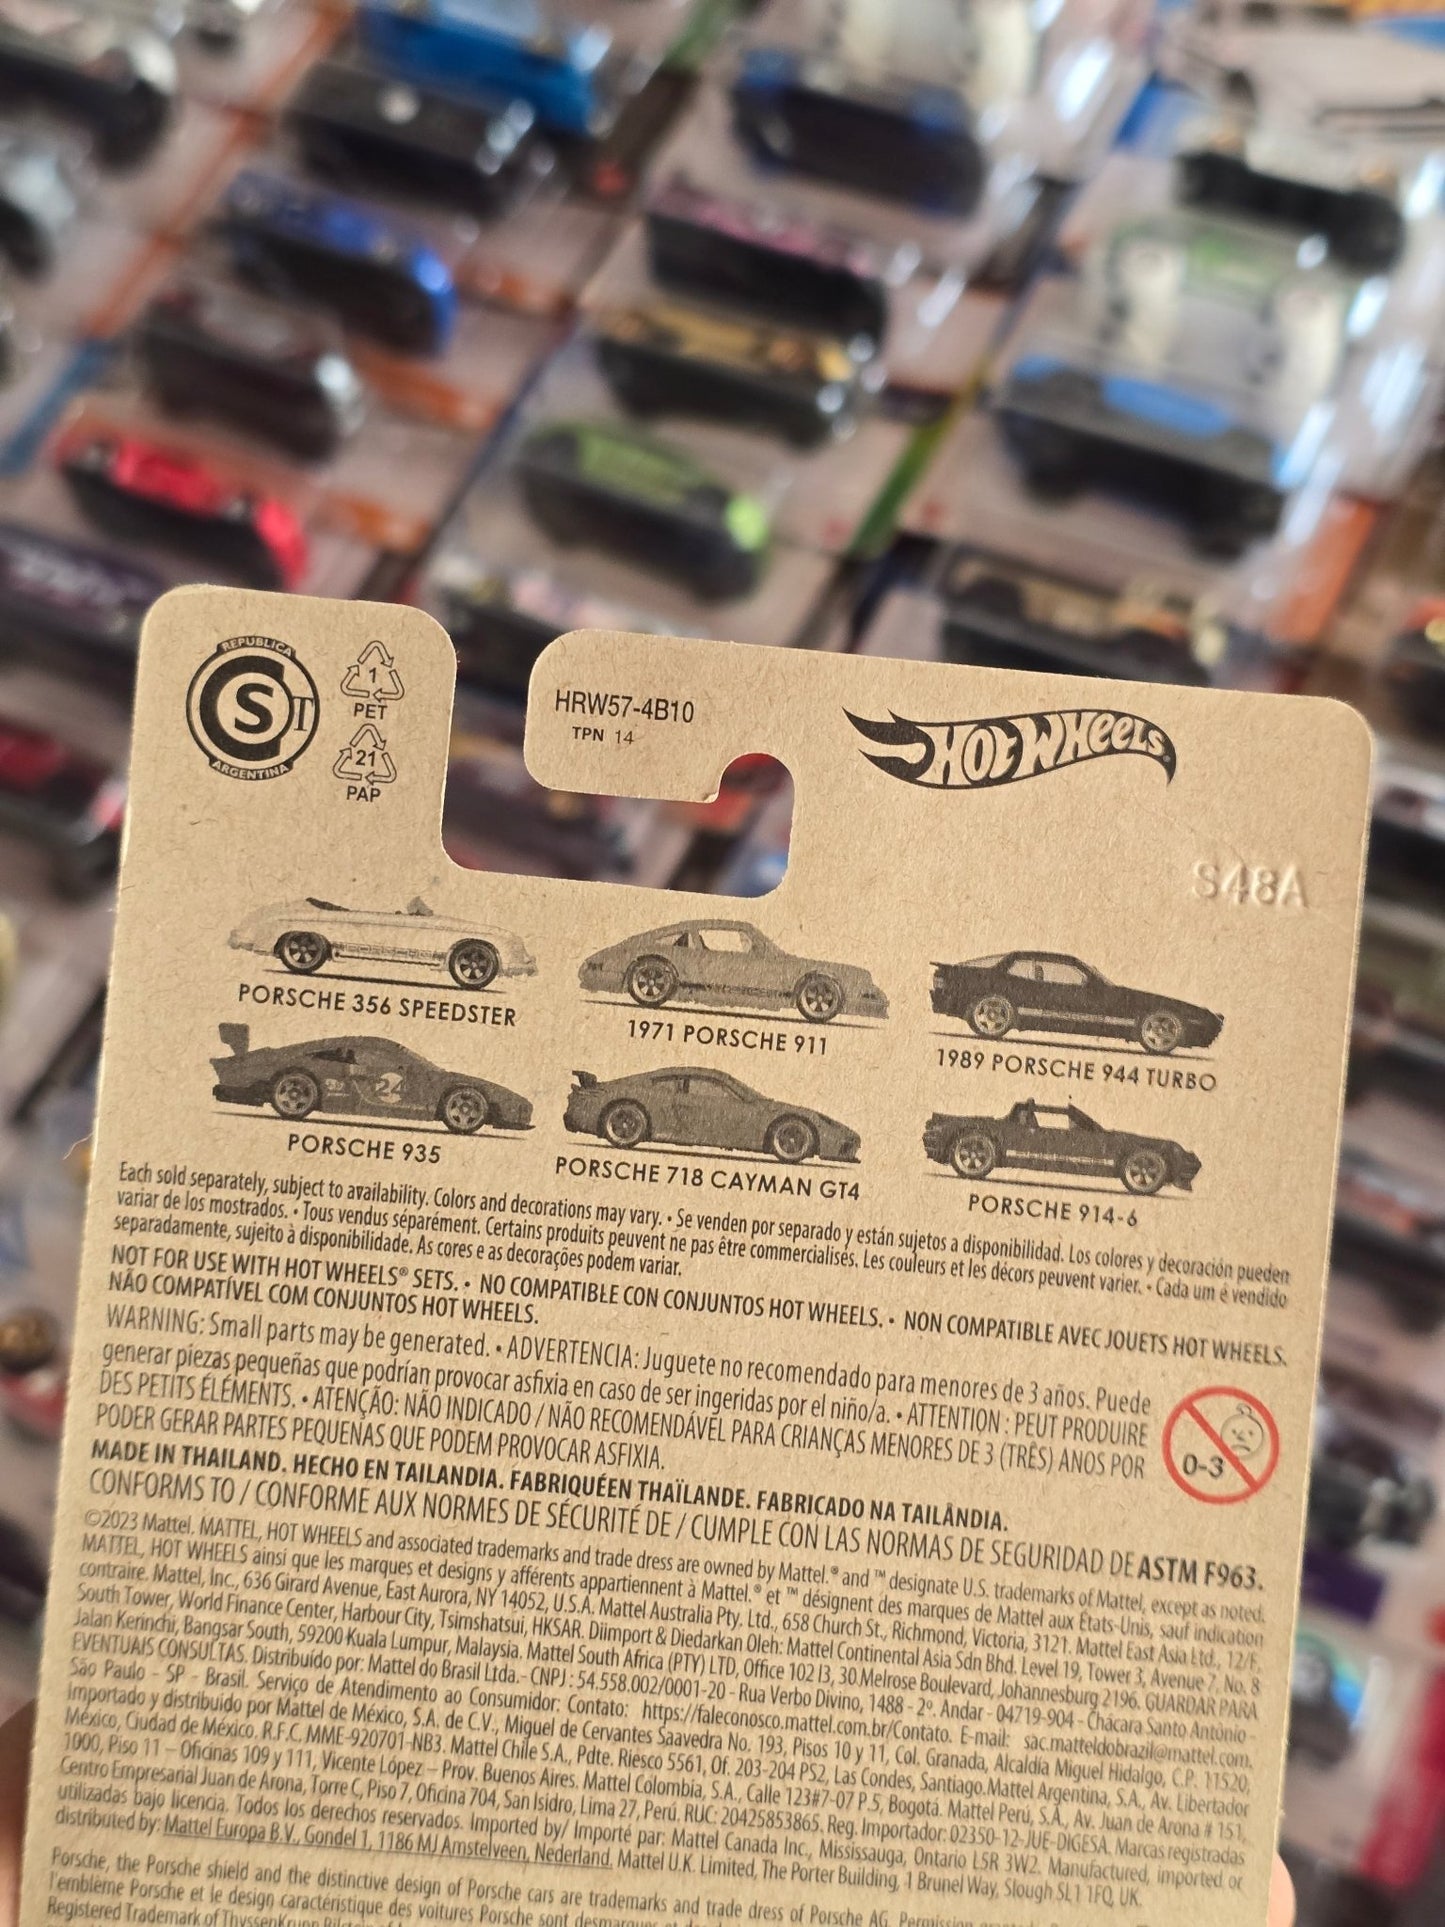 REPUBLICA
CS T
ARGENTINA
1
PET
21
PAP
HRW57-4B10
TPN 14
HOT WHEELS
S48A
PORSCHE 356 SPEEDSTER
1971 PORSCHE 911
1989 PORSCHE 944 TURBO
24
PORSCHE 935
PORSCHE 718 CAYMAN GT4
PORSCHE 914-6
Each sold separately, subject to availability. Colors and decorations may vary. • Se venden por separado y están sujetos a disponibilidad. Los colores y decoración pueden
variar de los mostrados. • Tous vendus séparément. Certains produits peuvent ne pas être commercialisés. Les couleurs et les décors peuvent varier. • Cada um é vendido
separadamente, sujeito à disponibilidade. As cores e as decorações podem variar.
NOT FOR USE WITH HOT WHEELS® SETS. • NO COMPATIBLE CON CONJUNTOS HOT WHEELS. • NON COMPATIBLE AVEC JOUETS HOT WHEELS.
NÃO COMPATÍVEL COM CONJUNTOS HOT WHEELS.
WARNING: Small parts may be generated. • ADVERTENCIA: Juguete no recomendado para menores de 3 años. Puede
generar piezas pequeñas que podrían provocar asfixia en caso de ser ingeridas por el niño/a. • ATTENTION : PEUT PRODUIRE
DES PETITS ÉLÉMENTS. • ATENÇÃO: NÃO INDICADO / NÃO RECOMENDÁVEL PARA CRIANÇAS MENORES DE 3 (TRÊS) ANOS POR
PODER GERAR PARTES PEQUENAS QUE PODEM PROVOCAR ASFIXIA.
0-3
MADE IN THAILAND. HECHO EN TAILANDIA. FABRIQUÉ EN THAÏLANDE. FABRICADO NA TAILÂNDIA.
CONFORMS TO / CONFORME AUX NORMES DE SÉCURITÉ DE / CUMPLE CON LAS NORMAS DE SEGURIDAD DE ASTM F963.
©2023 Mattel. MATTEL, HOT WHEELS and associated trademarks and trade dress are owned by Mattel.® and ™ designate U.S. trademarks of Mattel, except as noted.
MATTEL, HOT WHEELS ainsi que les marques et designs y afférents appartiennent à Mattel.® et ™ désignent des marques de Mattel aux États-Unis, sauf indication
contraire. Mattel, Inc., 636 Girard Avenue, East Aurora, NY 14052, U.S.A. Mattel Australia Pty. Ltd., 658 Church St., Richmond, Victoria, 3121. Mattel East Asia Ltd., 12/F,
South Tower, World Finance Center, Harbour City, Tsimshatsui, HKSAR. Diimport & Diedarkan Oleh: Mattel Continental Asia Sdn Bhd. Level 19, Tower 3, Avenue 7, No. 8
Jalan Kerinchi, Bangsar South, 59200 Kuala Lumpur, Malaysia. Mattel South Africa (PTY) LTD, Office 102 I3, 30 Melrose Boulevard, Johannesburg 2196. GUARDAR PARA
EVENTUAIS CONSULTAS. Distribuído por: Mattel do Brasil Ltda.- CNPJ : 54.558.002/0001-20 - Rua Verbo Divino, 1488 - 2º. Andar - 04719-904 - Chácara Santo Antônio -
São Paulo - SP - Brasil. Serviço de Atendimento ao Consumidor: Contato: https://faleconosco.mattel.com.br/Contato. E-mail: sac.matteldobrazil@mattel.com.
Importado y distribuido por Mattel de México, S.A. de C.V., Miguel de Cervantes Saavedra No. 193, Pisos 10 y 11, Col. Granada, Alcaldía Miguel Hidalgo, C.P. 11520,
México, Ciudad de México. R.F.C. MME-920701-NB3. Mattel Chile S.A., Pdte. Riesco 5561, Of. 203-204 PS2, Las Condes, Santiago.Mattel Argentina, S.A., Av. Libertador
1000, Piso 11 – Oficinas 109 y 111, Vicente López – Prov. Buenos Aires. Mattel Colombia, S.A., Calle 123#7-07 P.5, Bogotá. Mattel Perú, S.A., Av. Juan de Arona # 151,
Centro Empresarial Juan de Arona, Torre C, Piso 7, Oficina 704, San Isidro, Lima 27, Perú. RUC: 20425853865. Reg. Importador: 02350-12-JUE-DIGESA. Marcas registradas
utilizadas bajo licencia. Todos los derechos reservados. Imported by/ Importé par: Mattel Canada Inc., Mississauga, Ontario L5R 3W2. Manufactured, imported or
distributed by: Mattel Europa B.V., Gondel 1, 1186 MJ Amstelveen, Nederland. Mattel U.K. Limited, The Porter Building, 1 Brunel Way, Slough SL1 1FQ, UK.
Porsche, the Porsche shield and the distinctive design of Porsche cars are trademarks and trade dress of Porsche AG. Permission
l'emblème Porsche et le design caractéristique des voitures Porsche sont des marques
Registered Trademark of ThyssenKrupp Bilstein